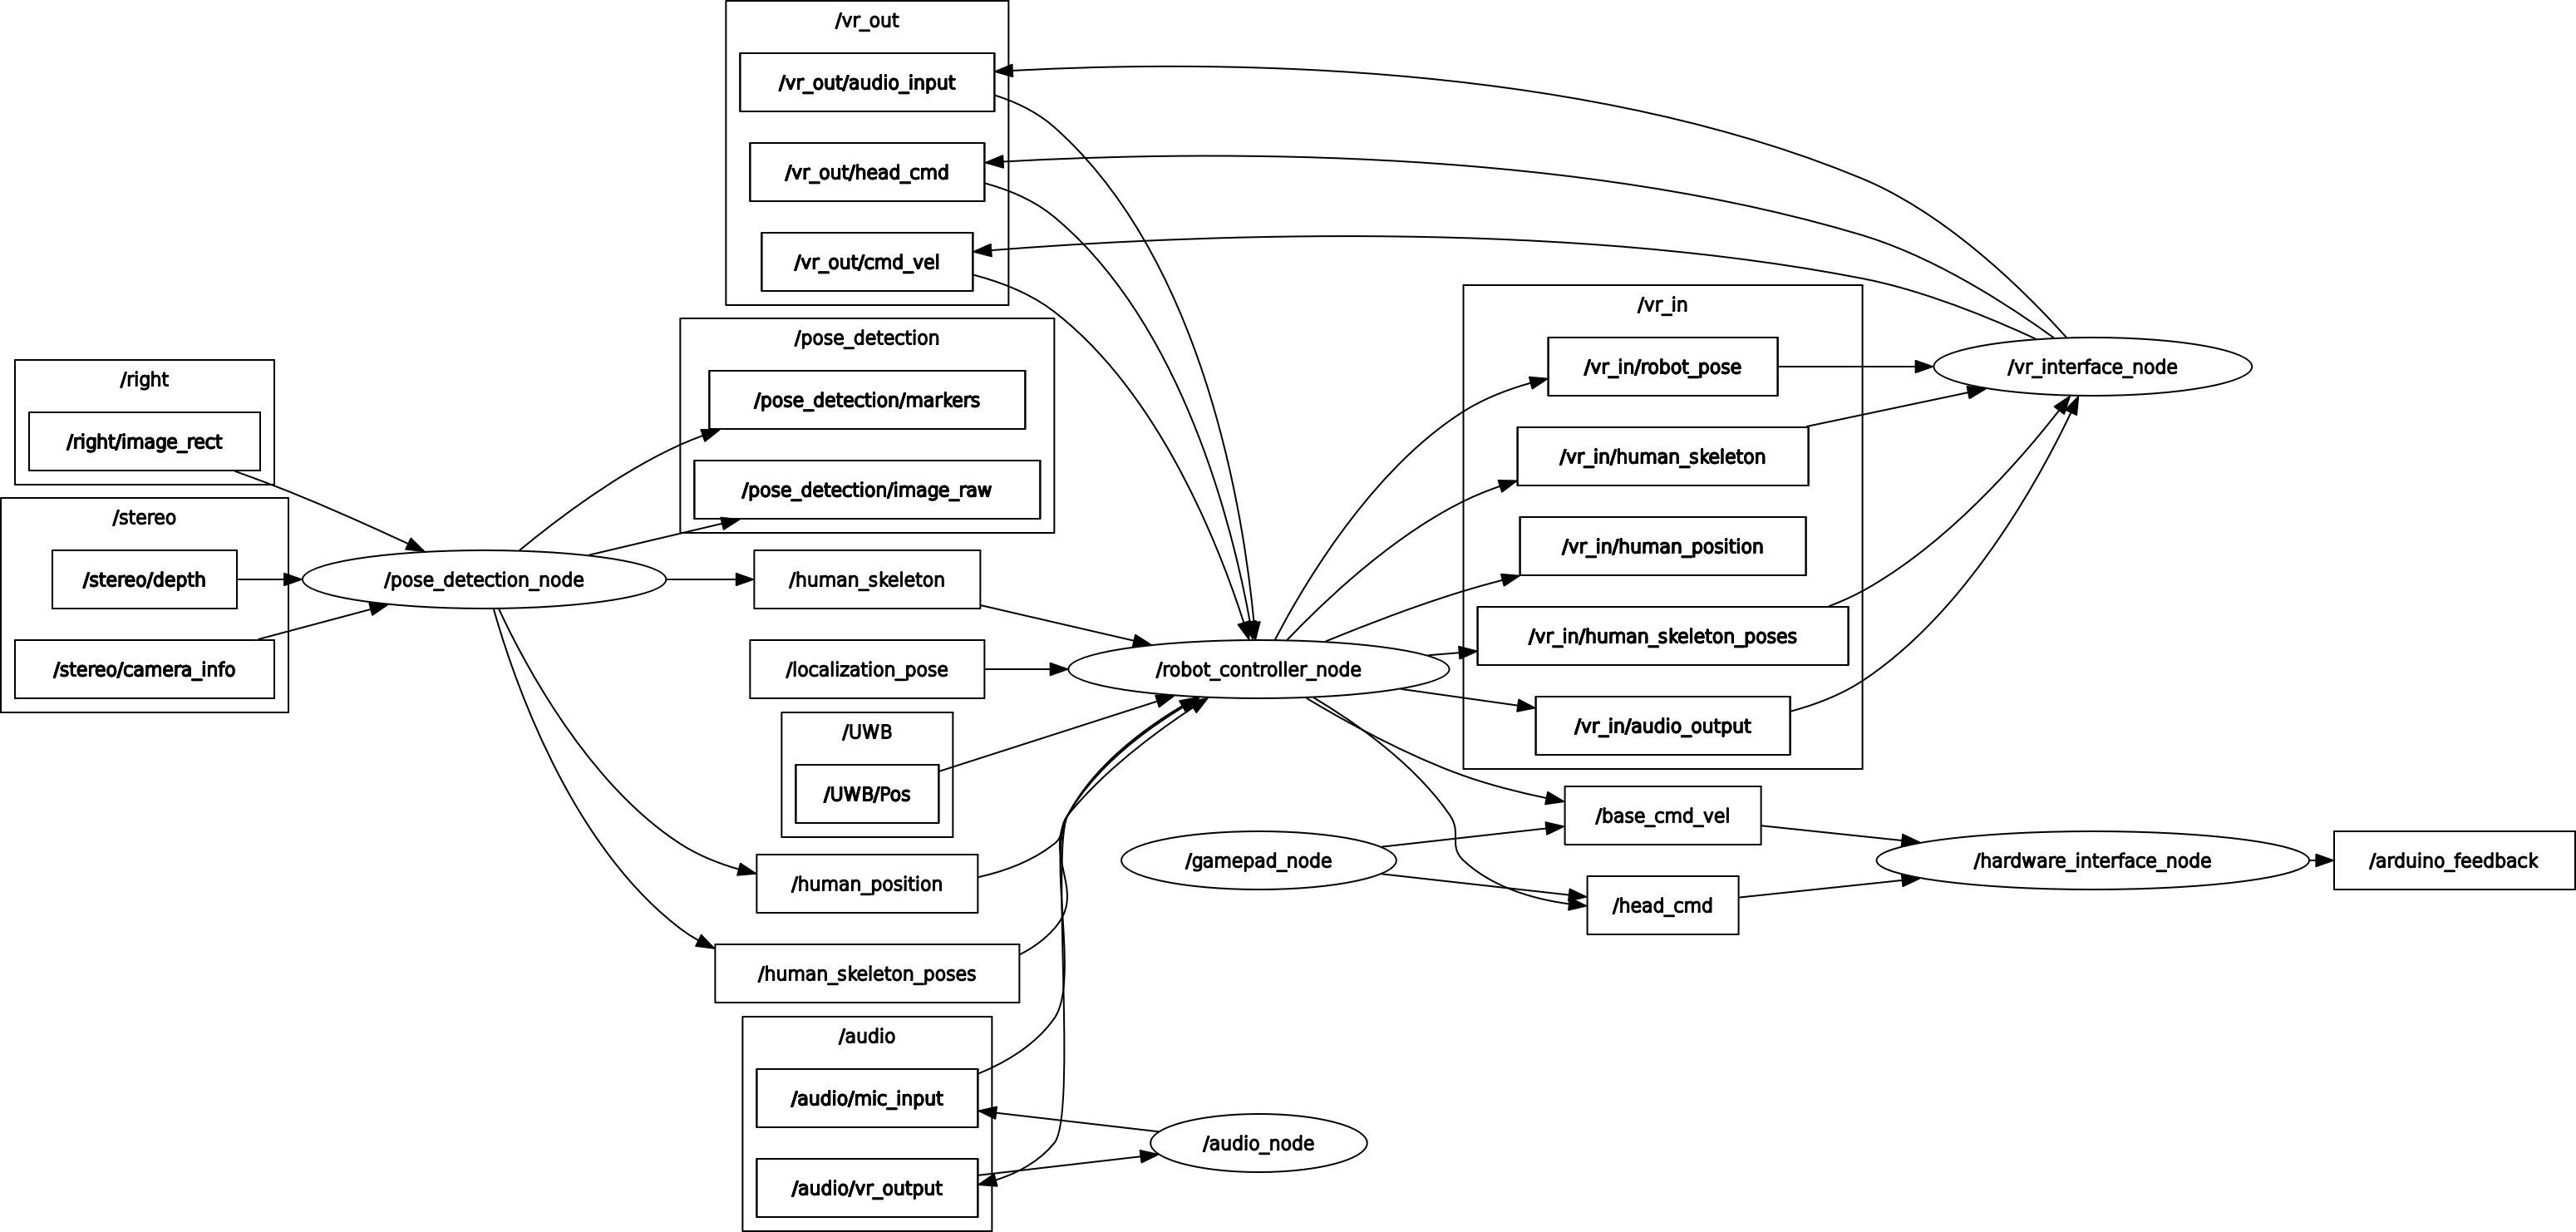 /vr_out
/vr_out/audio_input
/vr_out/head_cmd
/vr_out/cmd_vel
/right
/right/image_rect
/stereo
/stereo/depth
/stereo/camera_info
/pose_detection_node
/pose_detection
/pose_detection/markers
/pose_detection/image_raw
/human_skeleton
/localization_pose
/UWB
/UWB/Pos
/human_position
/human_skeleton_poses
/audio
/audio/mic_input
/audio/vr_output
/robot_controller_node
/gamepad_node
/audio_node
/vr_in
/vr_in/robot_pose
/vr_in/human_skeleton
/vr_in/human_position
/vr_in/human_skeleton_poses
/vr_in/audio_output
/base_cmd_vel
/head_cmd
/vr_interface_node
/hardware_interface_node
/arduino_feedback